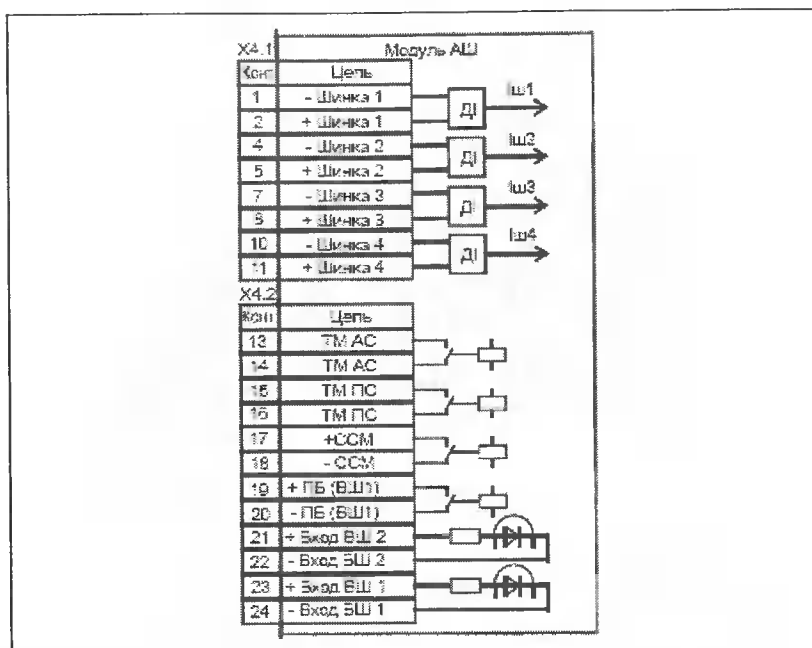 X4.1 Модуль АШ
Конт Цепь
1 - Шинка 1
2 + Шинка 1
Iш1
4 - Шинка 2
5 + Шинка 2
Iш2
7 - Шинка 3
8 + Шинка 3
Iш3
10 - Шинка 4
11 + Шинка 4
Iш4
ДІ
ДІ
ДІ
ДІ
X4.2
Конт Цепь
13 ТМ АС
14 ТМ АС
15 ТМ ПС
16 ТМ ПС
17 +ССМ
18 - ССМ
19 + ПБ (ВШ1)
20 - ПБ (ВШ1)
21 + Вход ВШ 2
22 - Вход ВШ 2
23 + Вход ВШ 1
24 - Вход ВШ 1